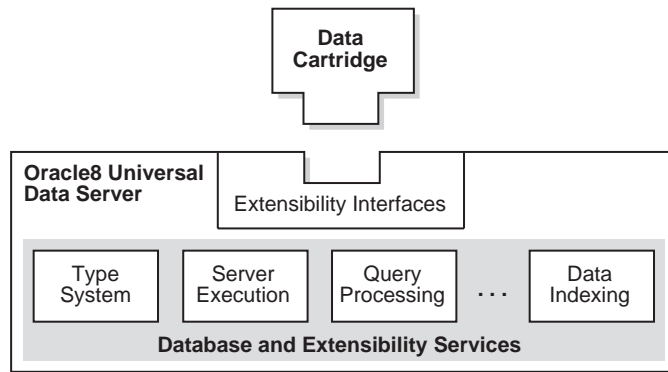 Data
Cartridge
Oracle8 Universal
Data Server
Extensibility Interfaces
Type
System
Server
Execution
Query
Processing
...
Data
Indexing
Database and Extensibility Services